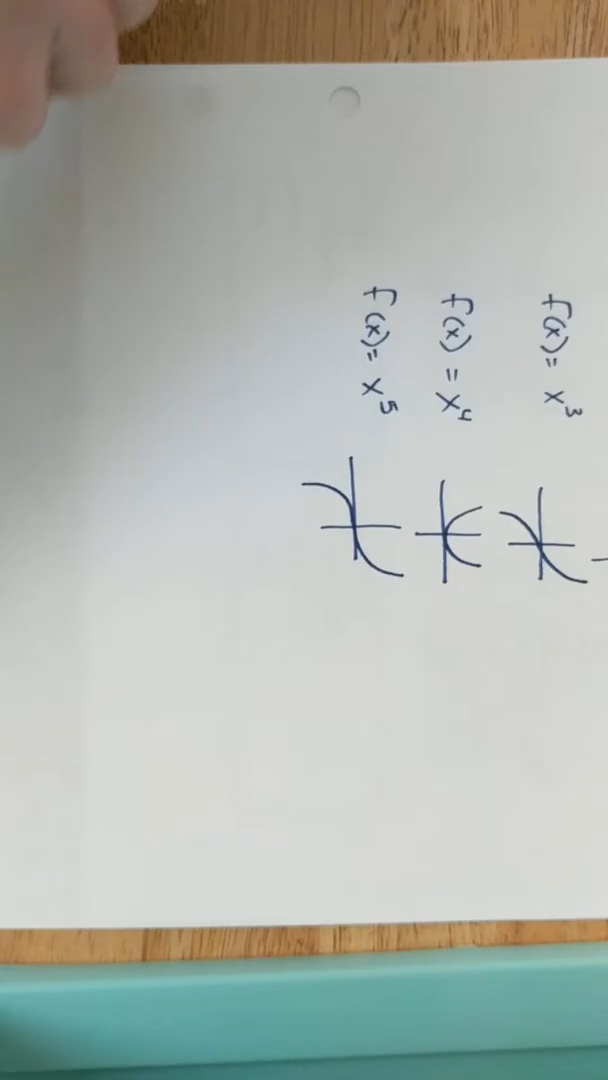 f(x) = x³
f(x) = x⁴
f(x) = x⁵